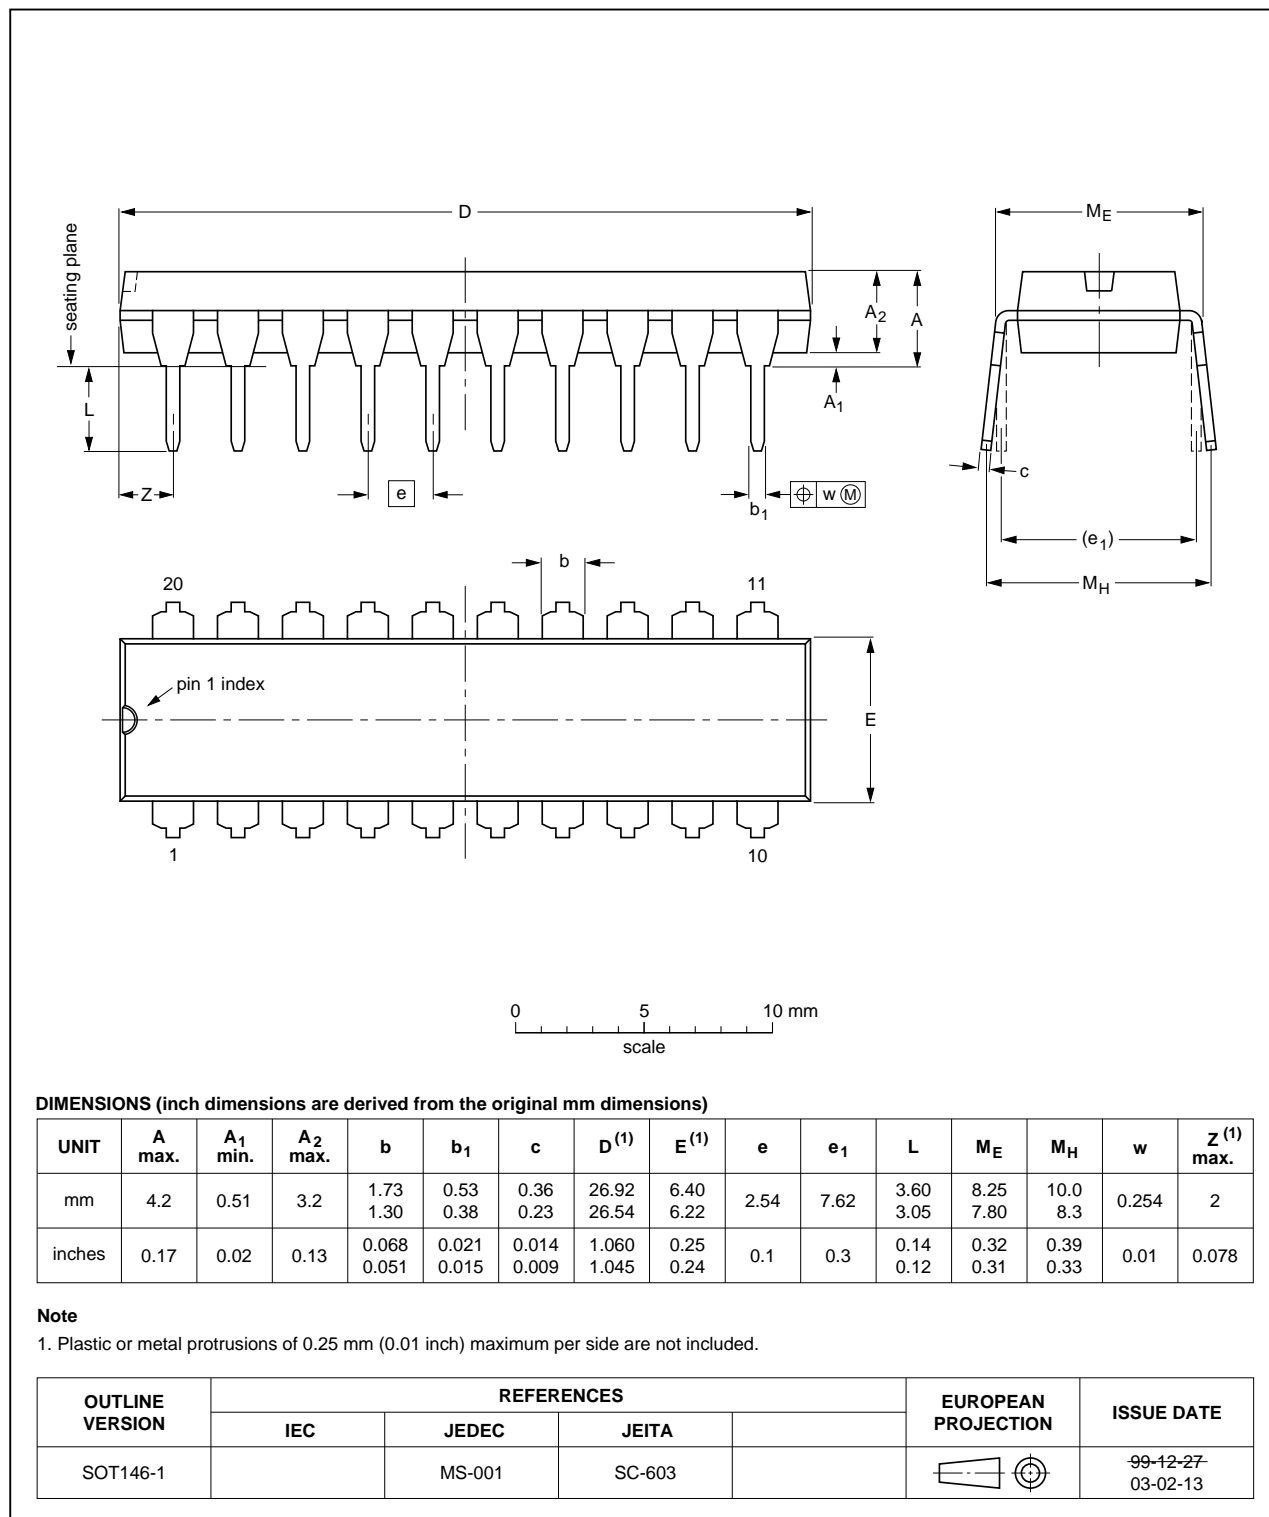 D
M_E
seating plane
A_2
A
A_1
L
Z
e
b_1
w M
c
(e_1)
M_H
b
20
11
pin 1 index
E
1
10
0 5 10 mm
scale
DIMENSIONS (inch dimensions are derived from the original mm dimensions)
UNIT A max. A_1 min. A_2 max. b b_1 c D(1) E(1) e e_1 L M_E M_H w Z(1) max.
mm 4.2 0.51 3.2 1.73 1.30 0.53 0.38 0.36 0.23 26.92 26.54 6.40 6.22 2.54 7.62 3.60 3.05 8.25 7.80 10.0 8.3 0.254 2
inches 0.17 0.02 0.13 0.068 0.051 0.021 0.015 0.014 0.009 1.060 1.045 0.25 0.24 0.1 0.3 0.14 0.12 0.32 0.31 0.39 0.33 0.01 0.078
Note
1. Plastic or metal protrusions of 0.25 mm (0.01 inch) maximum per side are not included.
OUTLINE VERSION REFERENCES EUROPEAN PROJECTION ISSUE DATE
IEC JEDEC JEITA
SOT146-1 MS-001 SC-603 99-12-27
03-02-13